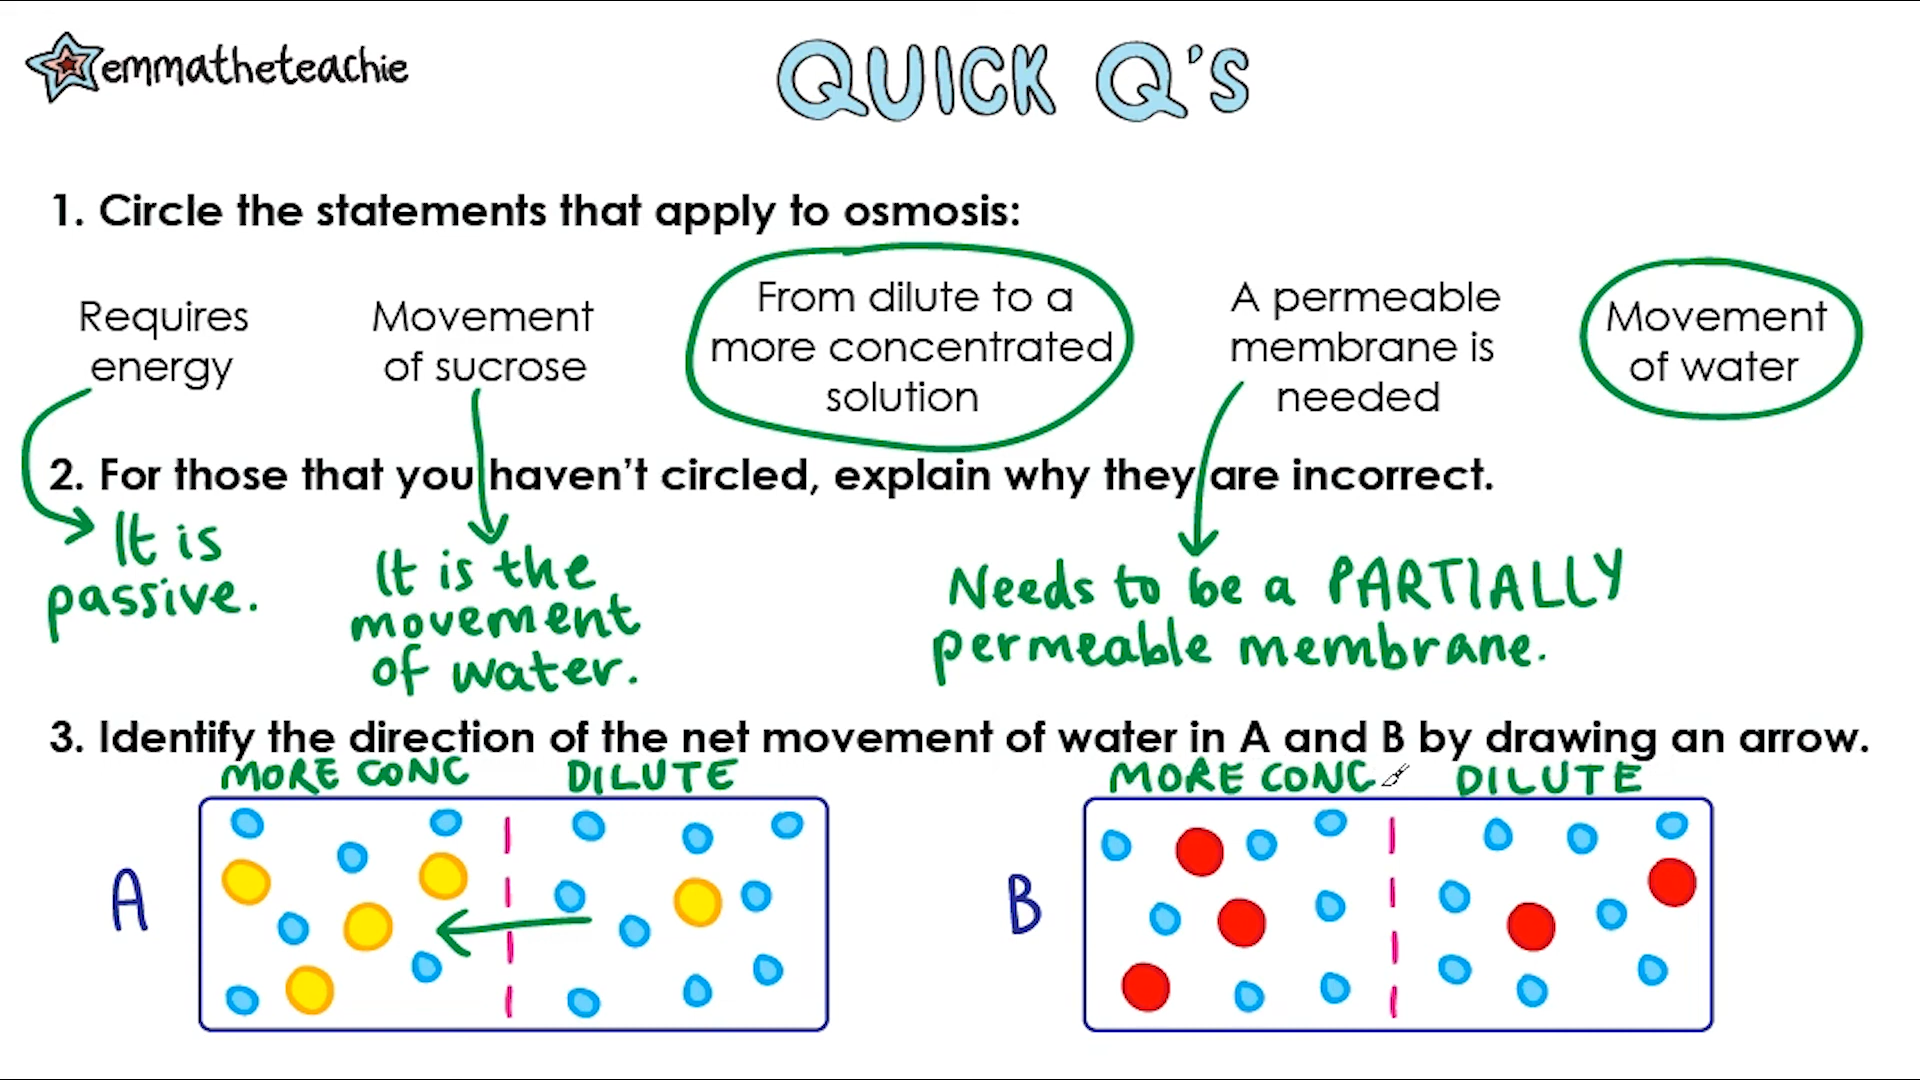 emmatheteachie
QUICK Q'S
1. Circle the statements that apply to osmosis:
Requires
energy
Movement
of sucrose
From dilute to a
more concentrated
solution
A permeable
membrane is
needed
Movement
of water
2. For those that you haven't circled, explain why they are incorrect.
It is
passive.
It is the
movement
of water.
Needs to be a PARTIALLY
permeable membrane.
3. Identify the direction of the net movement of water in A and B by drawing an arrow.
MORE CONC
DILUTE
MORE CONC
DILUTE
A
B